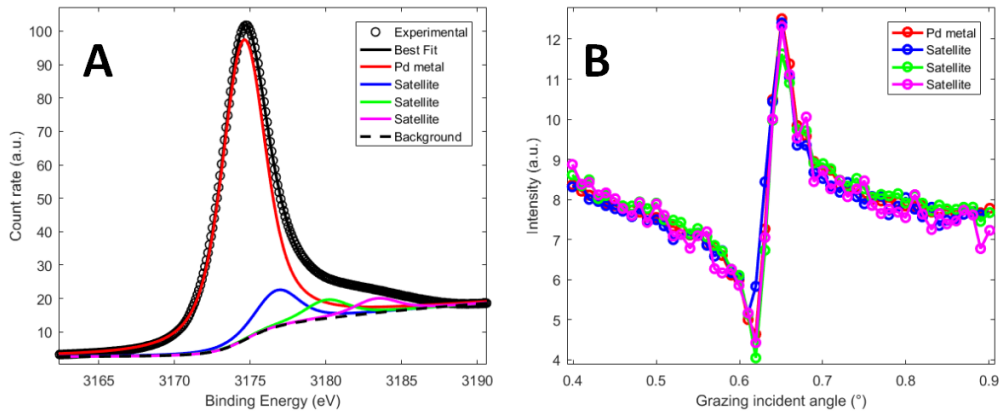 A
Experimental
Best Fit
Pd metal
Satellite
Satellite
Satellite
Background
100
90
80
70
60
50
40
30
20
10
Count rate (a.u.)
3165 3170 3175 3180 3185 3190
Binding Energy (eV)
B
Pd metal
Satellite
Satellite
Satellite
12
11
10
9
8
7
6
5
4
Intensity (a.u.)
0.4 0.5 0.6 0.7 0.8 0.9
Grazing incident angle (°)